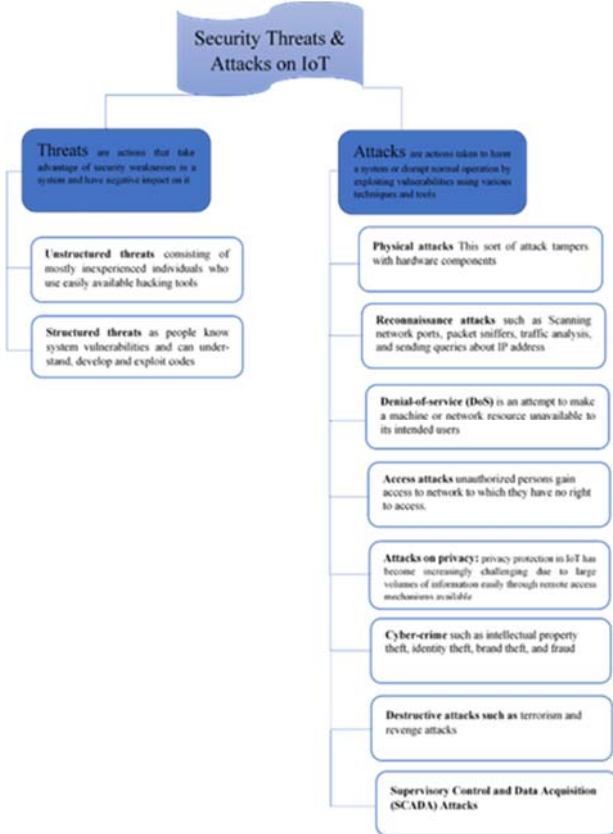 Security Threats &
Attacks on IoT
Threats are actions that take
advantage of security weaknesses in a
system and have negative impact on it
Unstructured threats consisting of
mostly inexperienced individuals who
use easily available hacking tools
Structured threats as people know
system vulnerabilities and can under-
stand, develop and exploit codes
Attacks are actions taken to harm
a system or disrupt normal operation by
exploiting vulnerabilities using various
techniques and tools
Physical attacks This sort of attack tampers
with hardware components
Reconnaissance attacks such as Scanning
network ports, packet sniffers, traffic analysis,
and sending queries about IP address
Denial-of-service (DoS) is an attempt to make
a machine or network resource unavailable to
its intended users
Access attacks unauthorized persons gain
access to network to which they have no right
to access.
Attacks on privacy: privacy protection in IoT has
become increasingly challenging due to large
volumes of information easily through remote access
mechanisms available
Cyber-crime such as intellectual property
theft, identity theft, brand theft, and fraud
Destructive attacks such as terrorism and
revenge attacks
Supervisory Control and Data Acquisition
(SCADA) Attacks